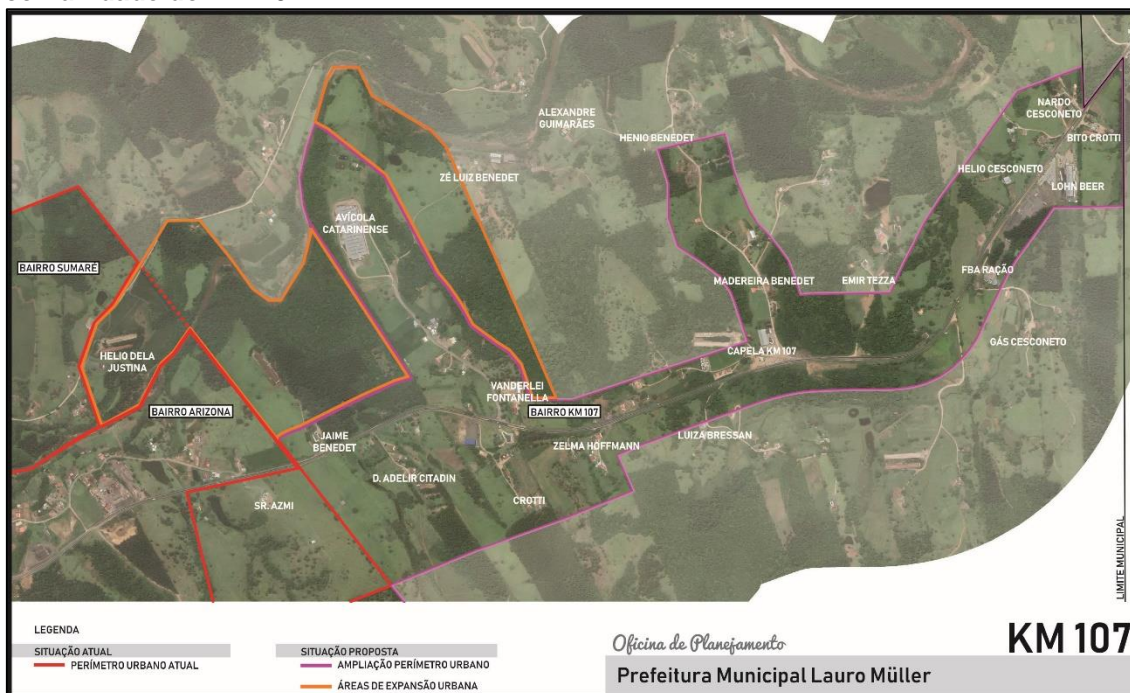 NARDO
CESCONETO
ALEXANDRE
GUIMARÃES
HENIO BENEDET
BITO CROTTI
ZÉ LUIZ BENEDET
HELIO CESCONETO
LOHN BEER
AVÍCOLA
CATARINENSE
BAIRRO SUMARÉ
FBA RAÇÃO
MADEREIRA BENEDET
EMIR TEZZA
GÁS CESCONETO
CAPELA KM 107
HELIO DELA
JUSTINA
VANDERLEI
FONTANELLA
BAIRRO ARIZONA
BAIRRO KM 107
JAIME
BENEDET
LUIZA BRESSAN
ZELMA HOFFMANN
D. ADELIR CITADIN
CROTTI
SR. AZMI
LIMITE MUNICIPAL
LEGENDA
SITUAÇÃO ATUAL
PERÍMETRO URBANO ATUAL
SITUAÇÃO PROPOSTA
AMPLIAÇÃO PERÍMETRO URBANO
ÁREAS DE EXPANSÃO URBANA
Oficina de Planejamento
KM 107
Prefeitura Municipal Lauro Müller